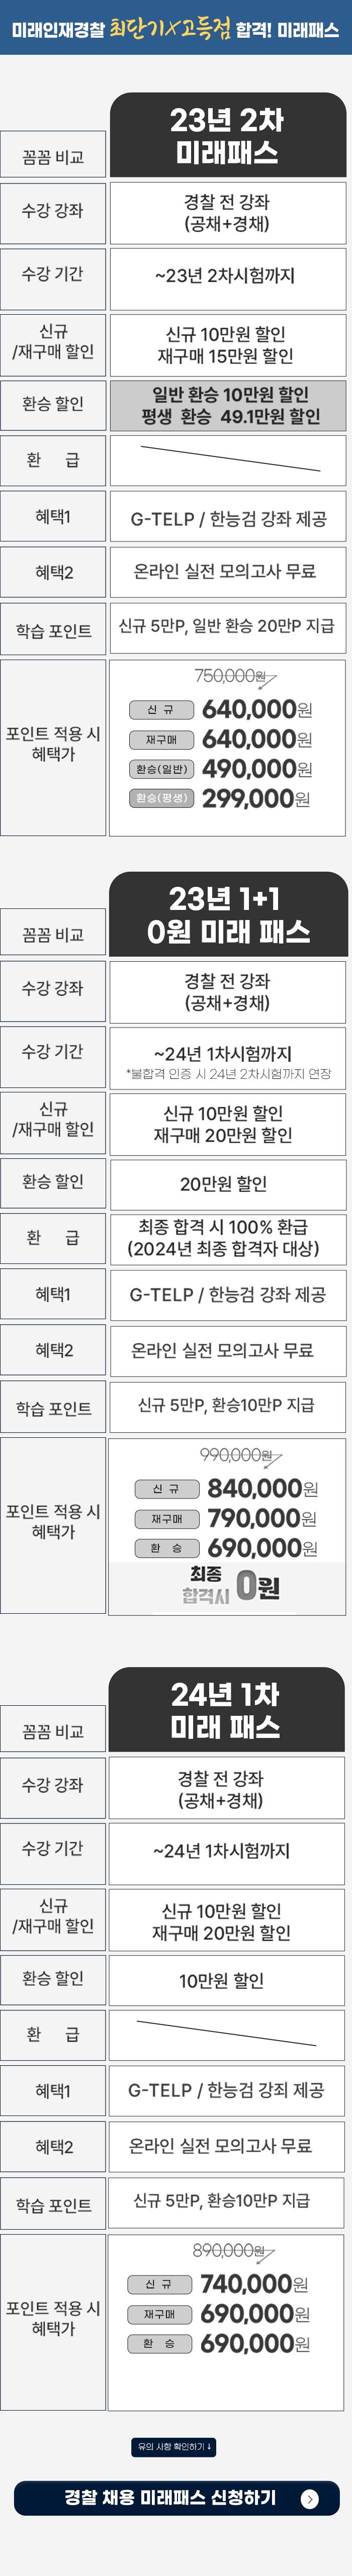 미래인재경찰 최단기X고득점 합격! 미래패스
23년 2차
미래패스
꼼꼼 비교
수강 강좌
경찰 전 강좌
(공채+경채)
수강 기간
~23년 2차시험까지
신규
/재구매 할인
신규 10만원 할인
재구매 15만원 할인
환승 할인
일반 환승 10만원 할인
평생 환승 49.1만원 할인
환 급
혜택1
G-TELP / 한능검 강좌 제공
혜택2
온라인 실전 모의고사 무료
학습 포인트
신규 5만P, 일반 환승 20만P 지급
포인트 적용 시
혜택가
750,000원
신 규 640,000원
재구매 640,000원
환승(일반) 490,000원
환승(평생) 299,000원
23년 1+1
0원 미래 패스
꼼꼼 비교
수강 강좌
경찰 전 강좌
(공채+경채)
수강 기간
~24년 1차시험까지
*불합격 인증 시 24년 2차시험까지 연장
신규
/재구매 할인
신규 10만원 할인
재구매 20만원 할인
환승 할인
20만원 할인
환 급
최종 합격 시 100% 환급
(2024년 최종 합격자 대상)
혜택1
G-TELP / 한능검 강좌 제공
혜택2
온라인 실전 모의고사 무료
학습 포인트
신규 5만P, 환승10만P 지급
포인트 적용 시
혜택가
990,000원
신 규 840,000원
재구매 790,000원
환 승 690,000원
최종
합격시 0원
24년 1차
미래 패스
꼼꼼 비교
수강 강좌
경찰 전 강좌
(공채+경채)
수강 기간
~24년 1차시험까지
신규
/재구매 할인
신규 10만원 할인
재구매 20만원 할인
환승 할인
10만원 할인
환 급
혜택1
G-TELP / 한능검 강죄 제공
혜택2
온라인 실전 모의고사 무료
학습 포인트
신규 5만P, 환승10만P 지급
포인트 적용 시
혜택가
890,000원
신 규 740,000원
재구매 690,000원
환 승 690,000원
유의 사항 확인하기 ↓
경찰 채용 미래패스 신청하기